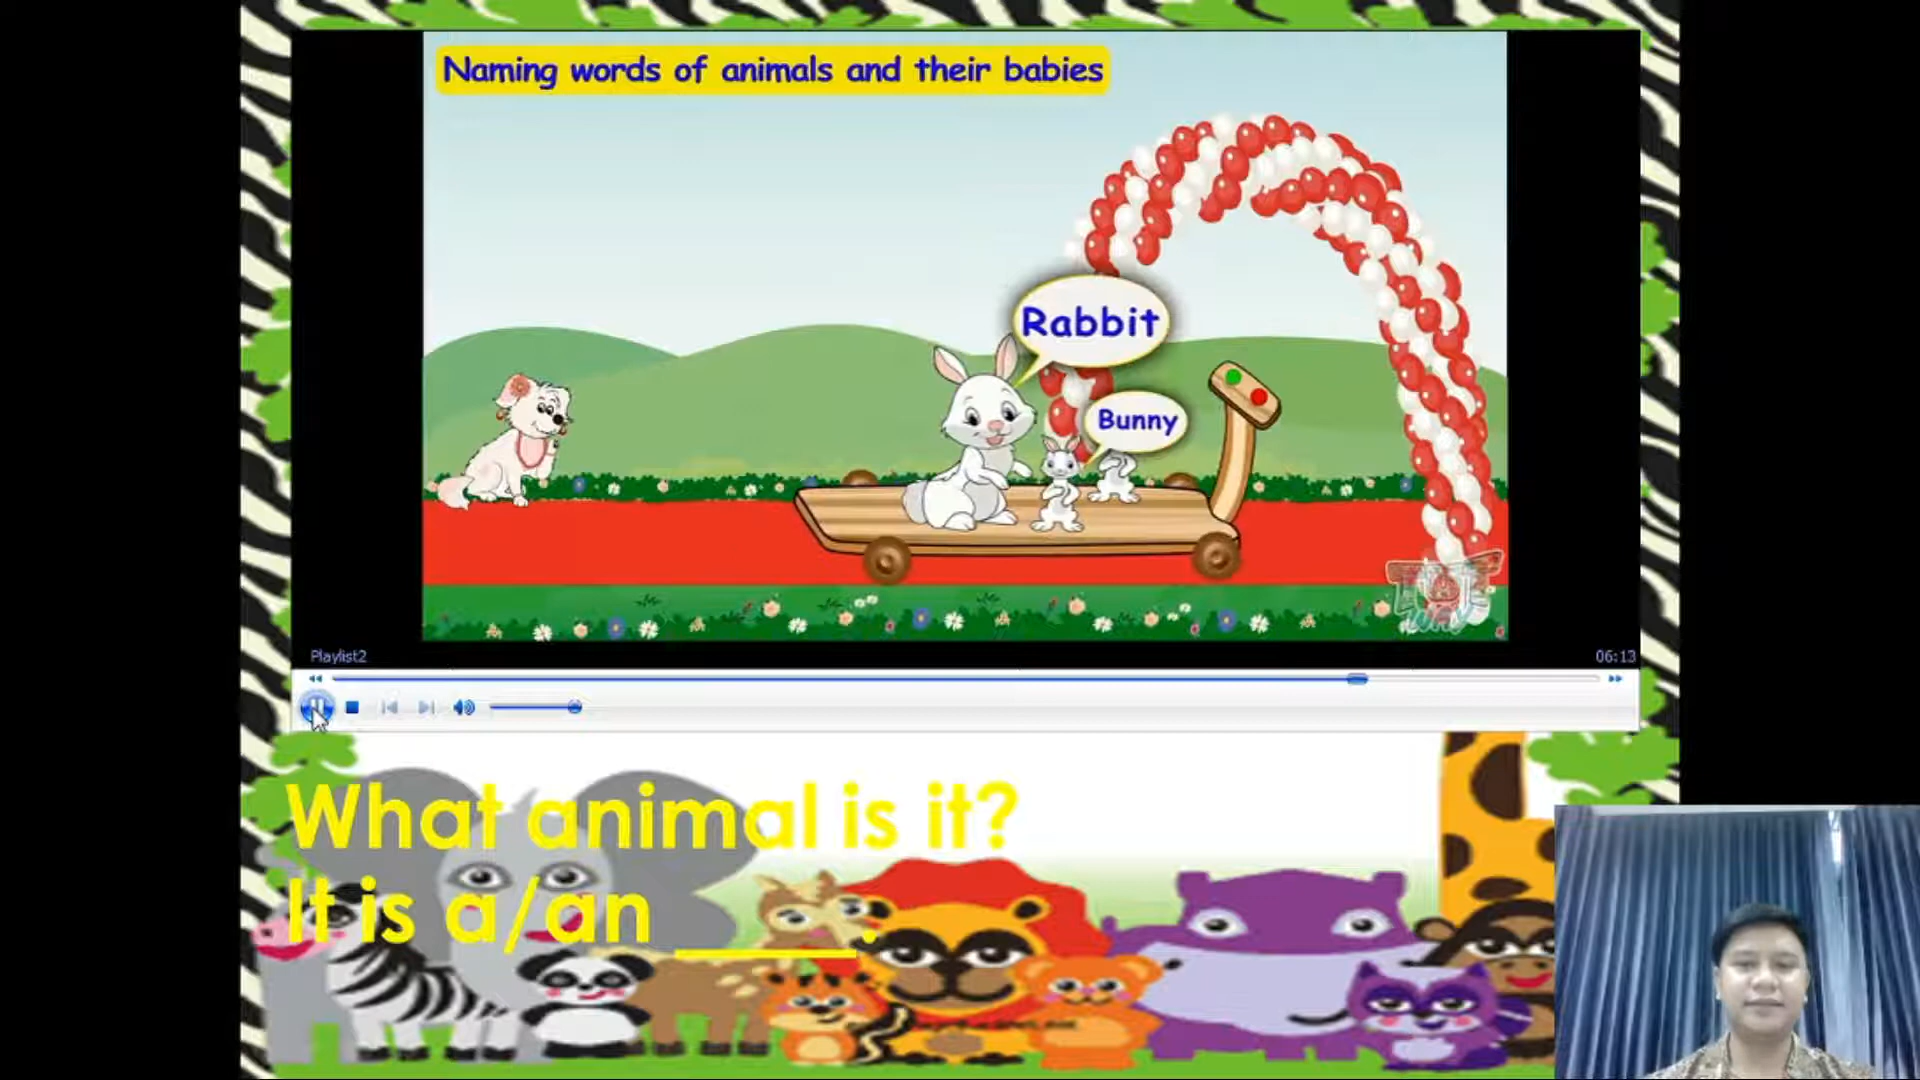 Naming words of animals and their babies
Rabbit
Bunny
Playlist2
06:13
What animal is it?
It is a/an _____.